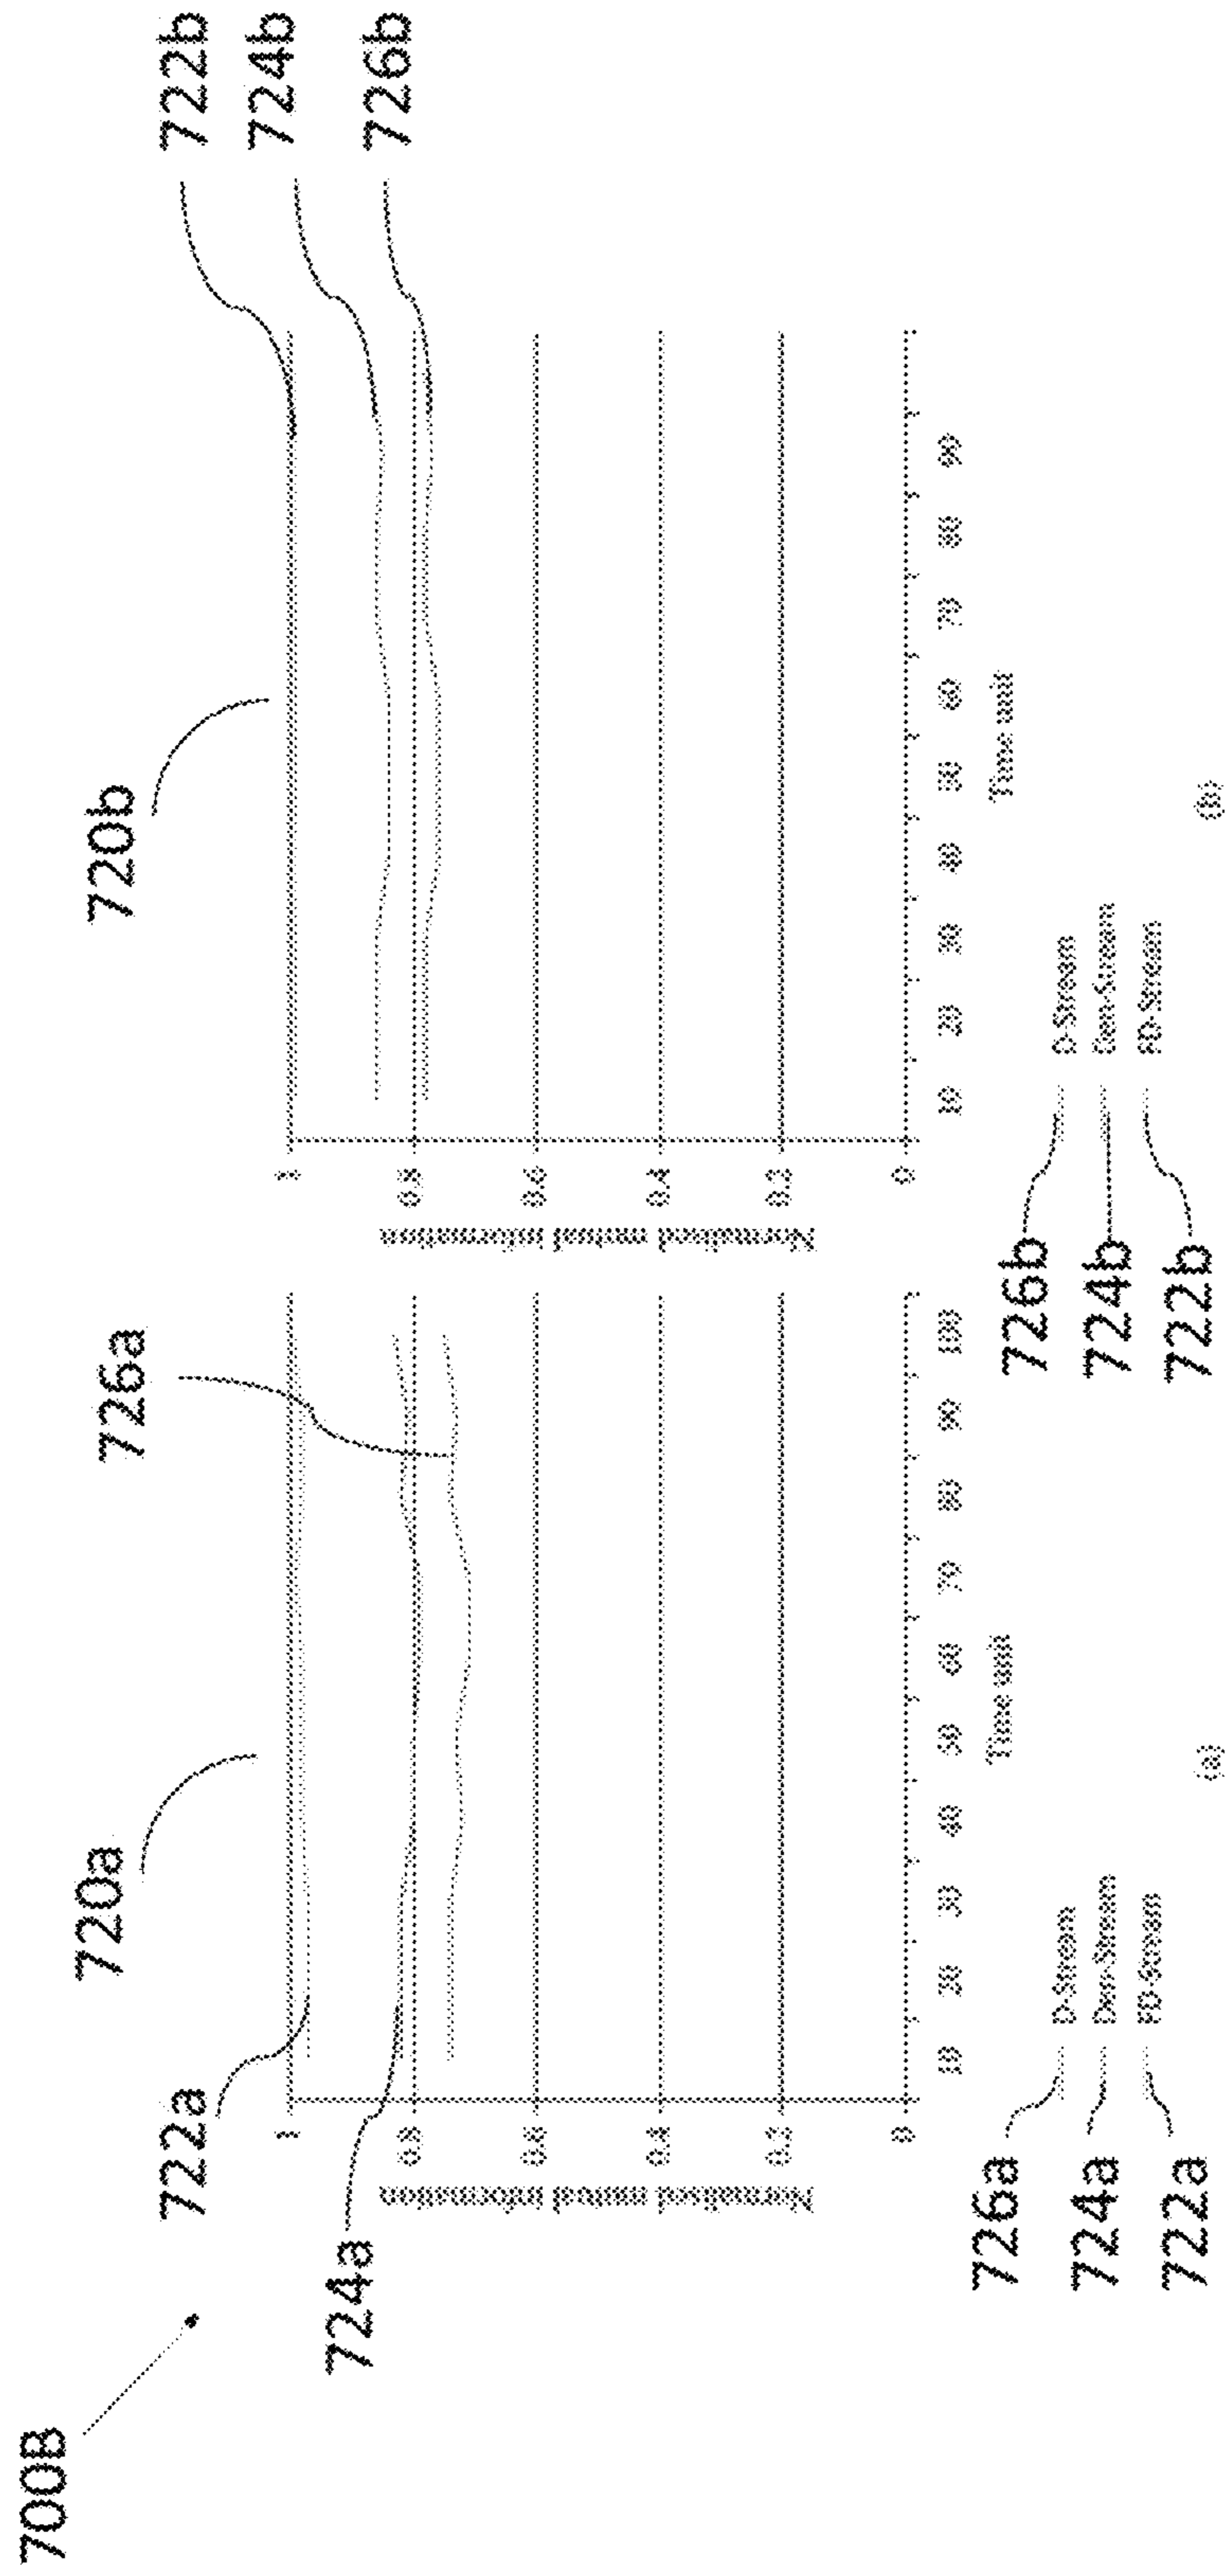 700B
720a
720b
722a
724a
726a
722b
724b
726b
Normalised mutual information
1
0.8
0.6
0.4
0.2
0
10 20 30 40 50 60 70 80 90 100
Time unit
726a D-Stream
724a Den-Stream
722a FD-Stream
(a)
Normalised mutual information
1
0.8
0.6
0.4
0.2
0
10 20 30 40 50 60 70 80 90
Time unit
726b D-Stream
724b Den-Stream
722b FD-Stream
(b)